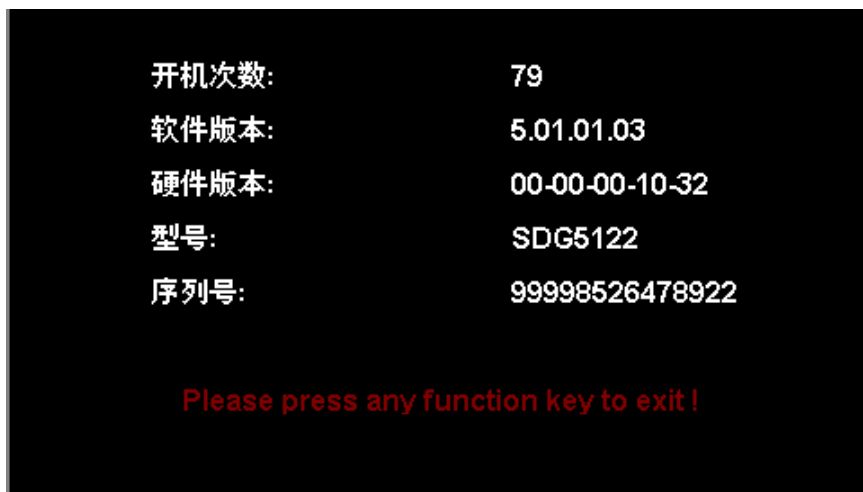 开机次数: 79
软件版本: 5.01.01.03
硬件版本: 00-00-00-10-32
型号: SDG5122
序列号: 99998526478922
Please press any function key to exit !